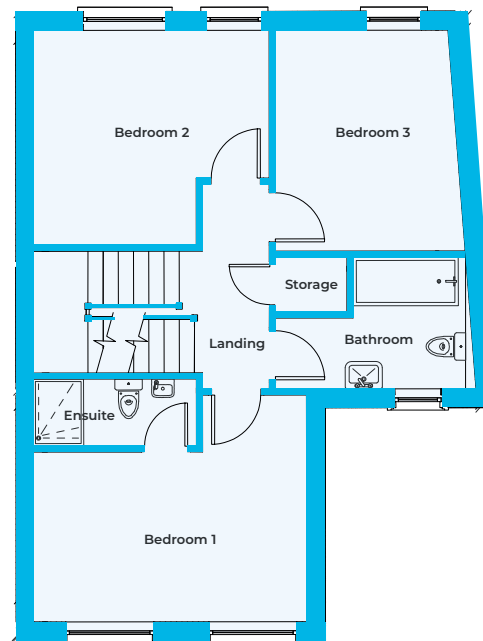 Bedroom 2
Bedroom 3
Storage
Landing
Bathroom
Ensuite
Bedroom 1